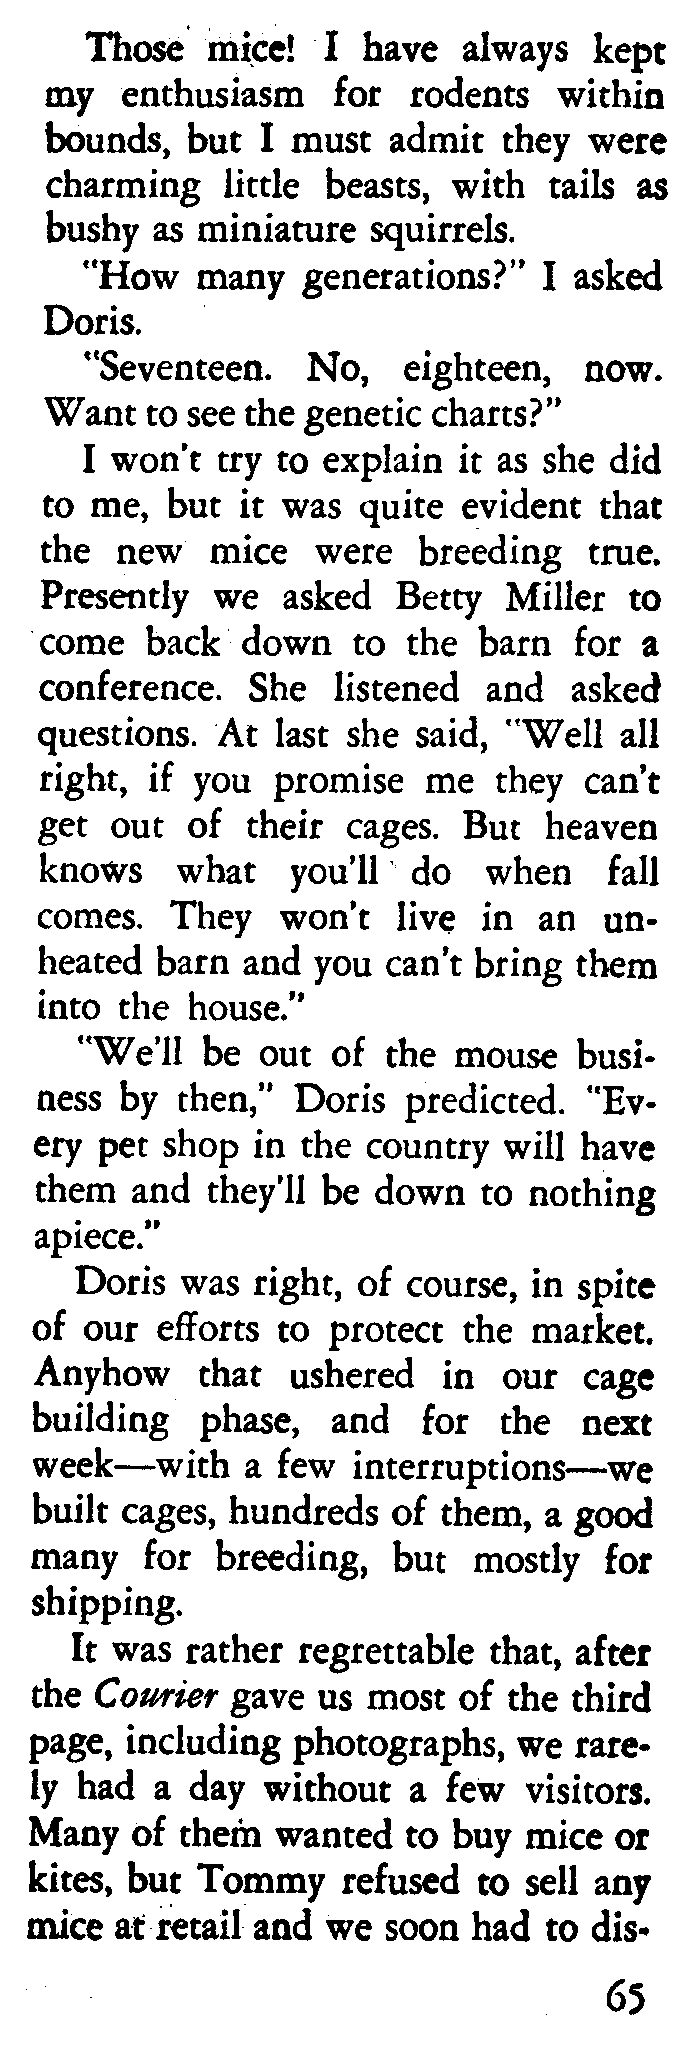 Those mice! I have always kept
my enthusiasm for rodents within
bounds, but I must admit they were
charming little beasts, with tails as
bushy as miniature squirrels.
"How many generations?" I asked
Doris.
"Seventeen. No, eighteen, now.
Want to see the genetic charts?"
I won't try to explain it as she did
to me, but it was quite evident that
the new mice were breeding true.
Presently we asked Betty Miller to
come back down to the barn for a
conference. She listened and asked
questions. At last she said, "Well all
right, if you promise me they can't
get out of their cages. But heaven
knows what you'll do when fall
comes. They won't live in an un-
heated barn and you can't bring them
into the house."
"We'll be out of the mouse busi-
ness by then," Doris predicted. "Ev-
ery pet shop in the country will have
them and they'll be down to nothing
apiece."
Doris was right, of course, in spite
of our efforts to protect the market.
Anyhow that ushered in our cage
building phase, and for the next
week—with a few interruptions—we
built cages, hundreds of them, a good
many for breeding, but mostly for
shipping.
It was rather regrettable that, after
the Courier gave us most of the third
page, including photographs, we rare-
ly had a day without a few visitors.
Many of them wanted to buy mice or
kites, but Tommy refused to sell any
mice at retail and we soon had to dis-
65